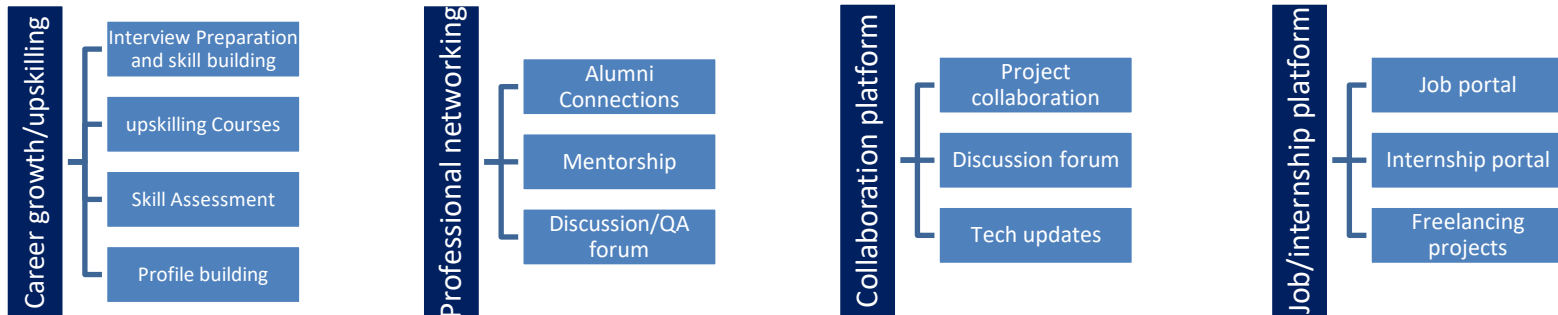 Career growth/upskilling
Interview Preparation
and skill building
upskilling Courses
Skill Assessment
Profile building
Professional networking
Alumni
Connections
Mentorship
Discussion/QA
forum
Collaboration platform
Project
collaboration
Discussion forum
Tech updates
Job/internship platform
Job portal
Internship portal
Freelancing
projects